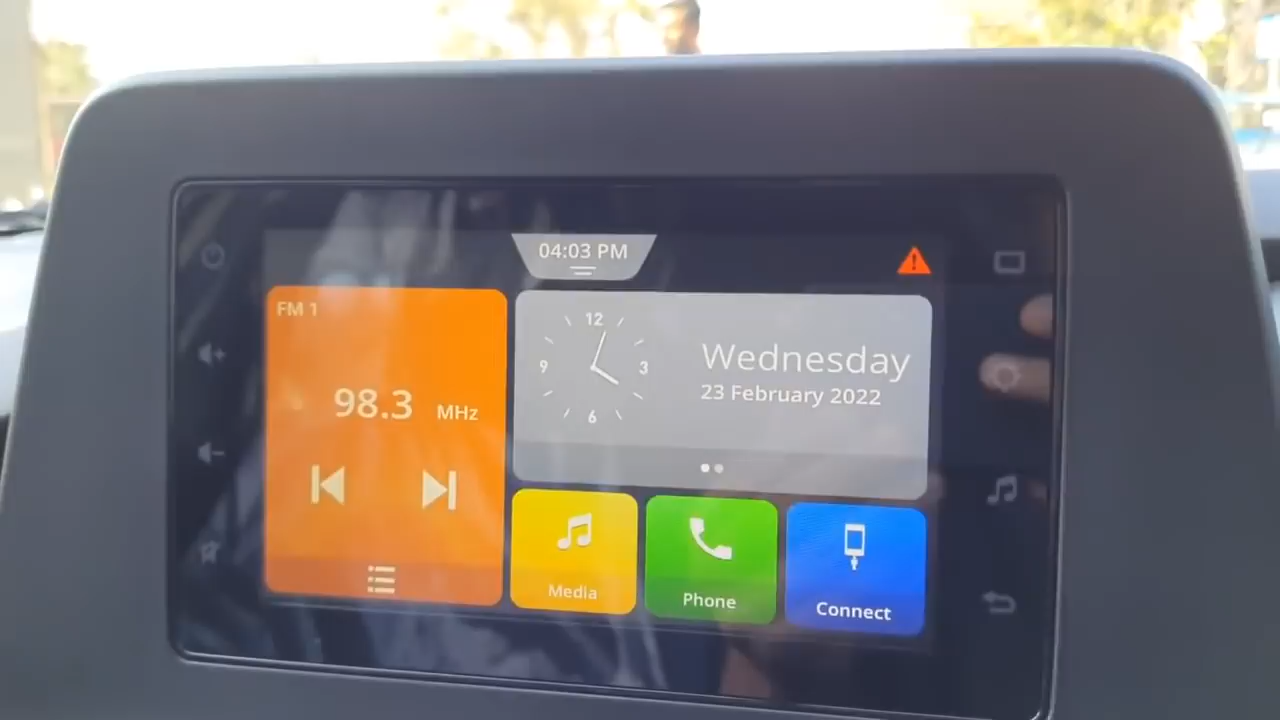 04:03 PM
FM 1
98.3 MHz
12
9
3
6
Wednesday
23 February 2022
Media
Phone
Connect